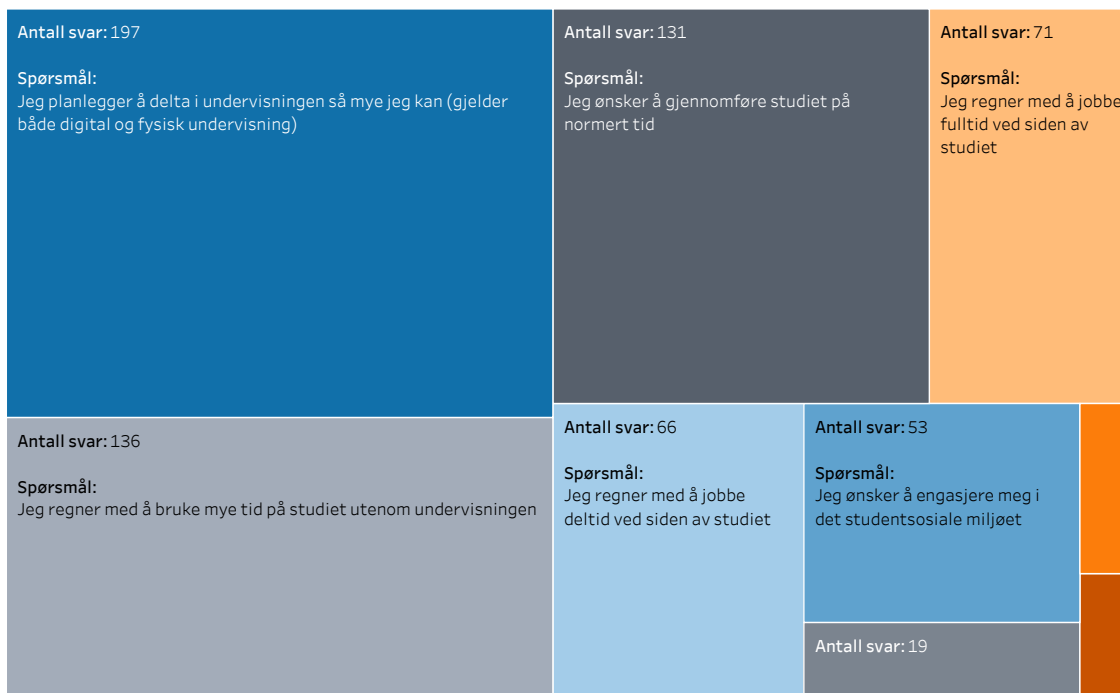 Antall svar: 197
Spørsmål:
Jeg planlegger å delta i undervisningen så mye jeg kan (gjelder
både digital og fysisk undervisning)
Antall svar: 131
Spørsmål:
Jeg ønsker å gjennomføre studiet på
normert tid
Antall svar: 71
Spørsmål:
Jeg regner med å jobbe
fulltid ved siden av
studiet
Antall svar: 136
Spørsmål:
Jeg regner med å bruke mye tid på studiet utenom undervisningen
Antall svar: 66
Spørsmål:
Jeg regner med å jobbe
deltid ved siden av studiet
Antall svar: 53
Spørsmål:
Jeg ønsker å engasjere meg i
det studentsosiale miljøet
Antall svar: 19